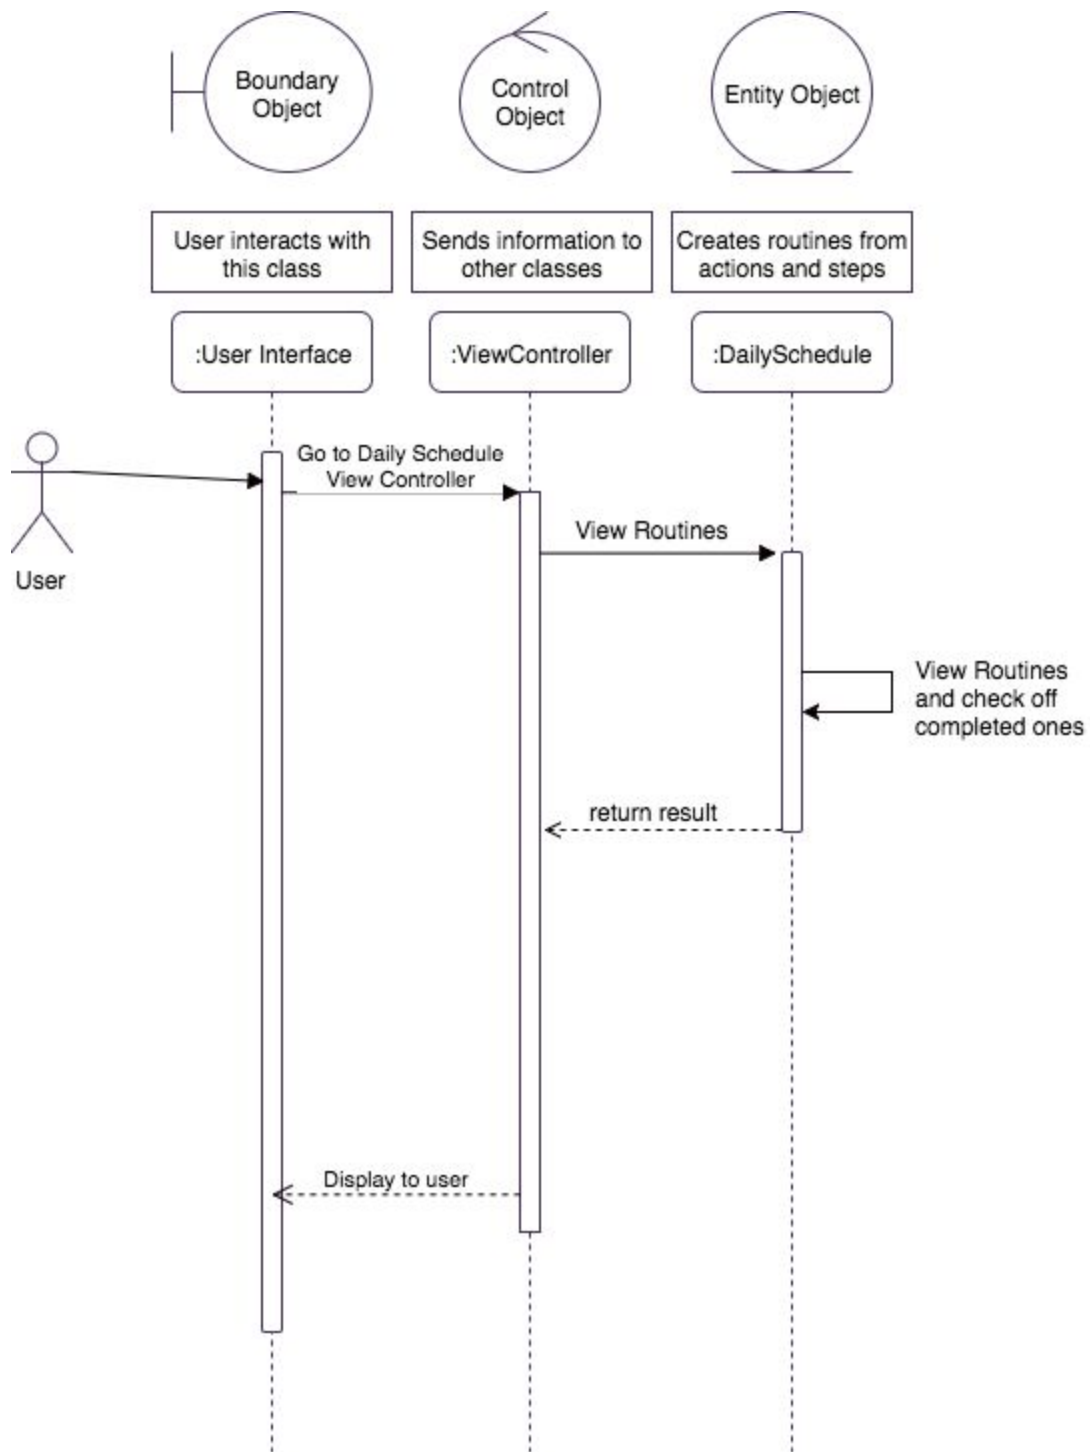 Boundary
Object
Control
Object
Entity Object
User interacts with
this class
Sends information to
other classes
Creates routines from
actions and steps
:User Interface
:ViewController
:DailySchedule
Go to Daily Schedule
View Controller
View Routines
User
View Routines
and check off
completed ones
return result
Display to user